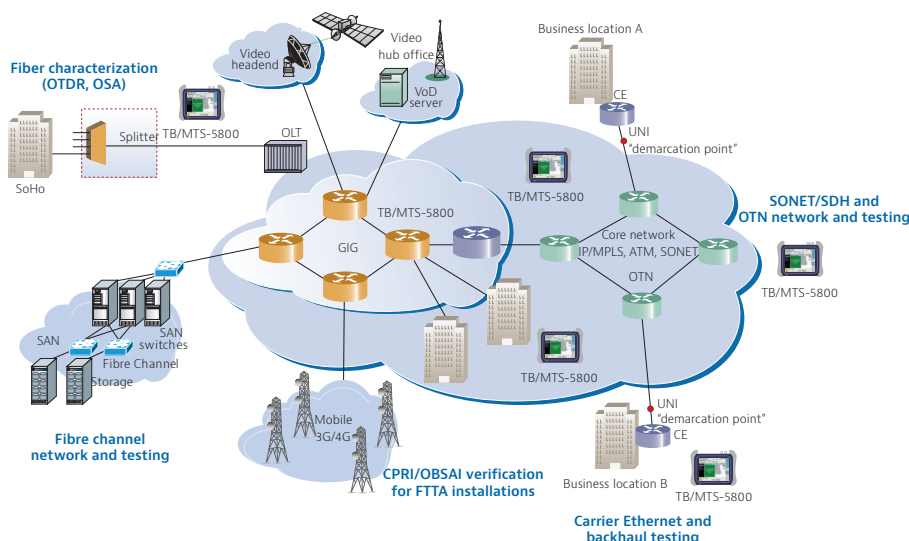 Business location A
Video
headend
Video
hub office
VoD
server
CE
UNI
"demarcation point"
Fiber characterization
(OTDR, OSA)
Splitter
TB/MTS-5800
OLT
SoHo
TB/MTS-5800
TB/MTS-5800
SONET/SDH and
OTN network and testing
GIG
Core network
IP/MPLS, ATM, SONET
OTN
TB/MTS-5800
SAN
SAN
switches
Fibre Channel
Storage
TB/MTS-5800
Mobile
3G/4G
UNI
"demarcation point"
CE
Fibre channel
network and testing
CPRI/OBSAI verification
for FTTA installations
Business location B
TB/MTS-5800
Carrier Ethernet and
backhaul testing